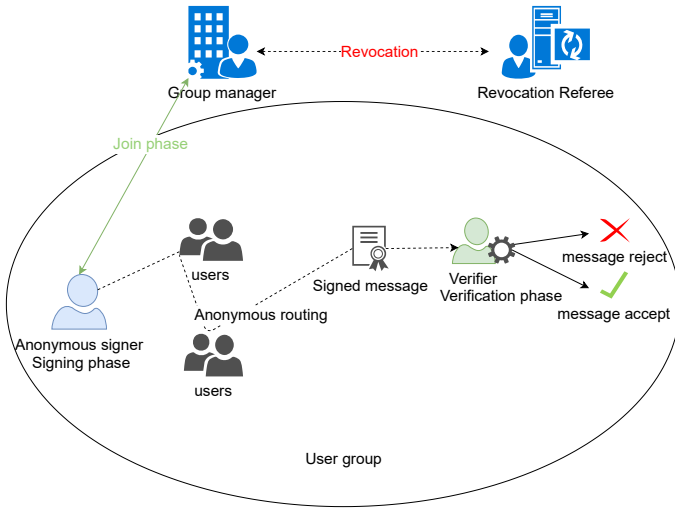 Revocation
Group manager
Revocation Referee
Join phase
users
Signed message
Verifier
Verification phase
message reject
message accept
Anonymous routing
Anonymous signer
Signing phase
users
User group